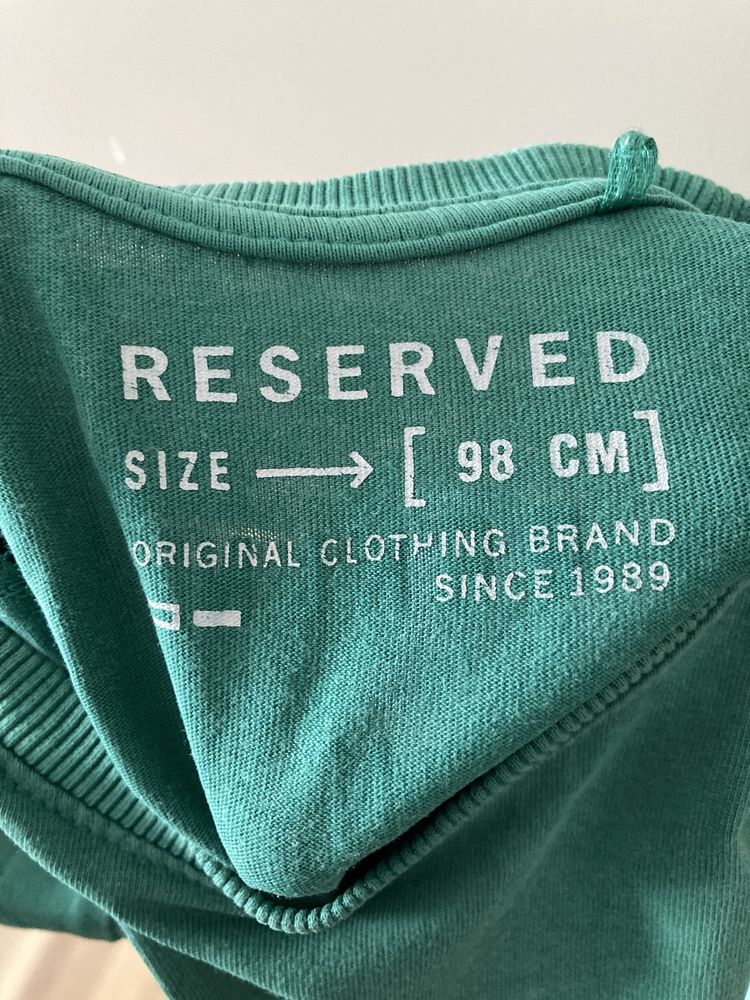 RESERVED
SIZE → [ 98 CM ]
ORIGINAL CLOTHING BRAND
SINCE 1989